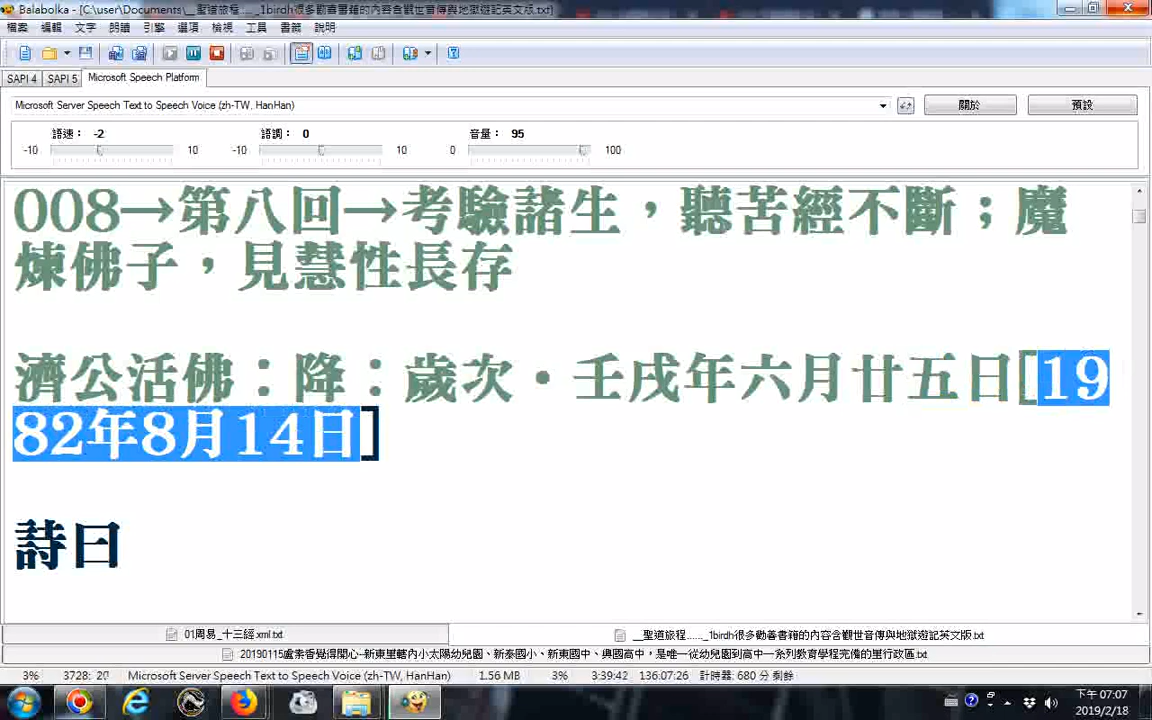 Balabolka - [C:\user\Documents\__聖道旅程......_1birdh很多勸善書籍的內容含觀世音傳與地獄遊記英文版.txt]
檔案 編輯 文字 朗讀 引擎 選項 檢視 工具 書籤 說明
SAPI 4 SAPI 5 Microsoft Speech Platform
Microsoft Server Speech Text to Speech Voice (zh-TW, HanHan) 關於 預設
語速： -2 語調： 0 音量： 95
-10 10 -10 10 0 100
008→第八回→考驗諸生，聽苦經不斷；魔
煉佛子，見慧性長存
濟公活佛：降：歲次‧壬戌年六月廿五日[19
82年8月14日]
詩曰
01周易_十三經.xml.txt __聖道旅程......_1birdh很多勸善書籍的內容含觀世音傳與地獄遊記英文版.txt
20190115盧素香覺得開心-新東里轄內小太陽幼兒園、新泰國小、新東國中、興國高中，是唯一從幼兒園到高中一系列教育學程完備的里行政區.txt
3% 3728: 20 Microsoft Server Speech Text to Speech Voice (zh-TW, HanHan) 1.56 MB 3% 3:39:42 136:07:26 計時器: 680 分 剩餘
下午 07:07
2019/2/18